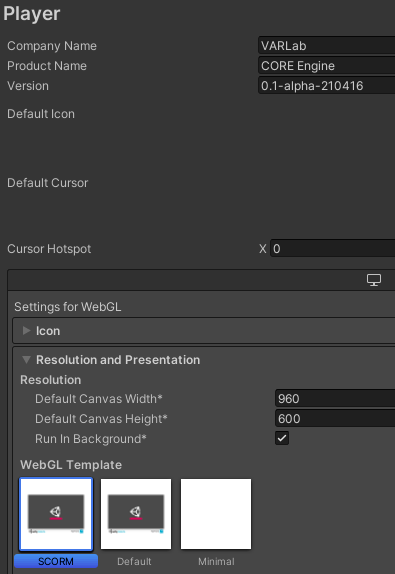 Player
Company Name VARLab
Product Name CORE Engine
Version 0.1-alpha-210416
Default Icon
Default Cursor
Cursor Hotspot X 0
Settings for WebGL
Icon
Resolution and Presentation
Resolution
Default Canvas Width* 960
Default Canvas Height* 600
Run In Background*
WebGL Template
SCORM Default Minimal